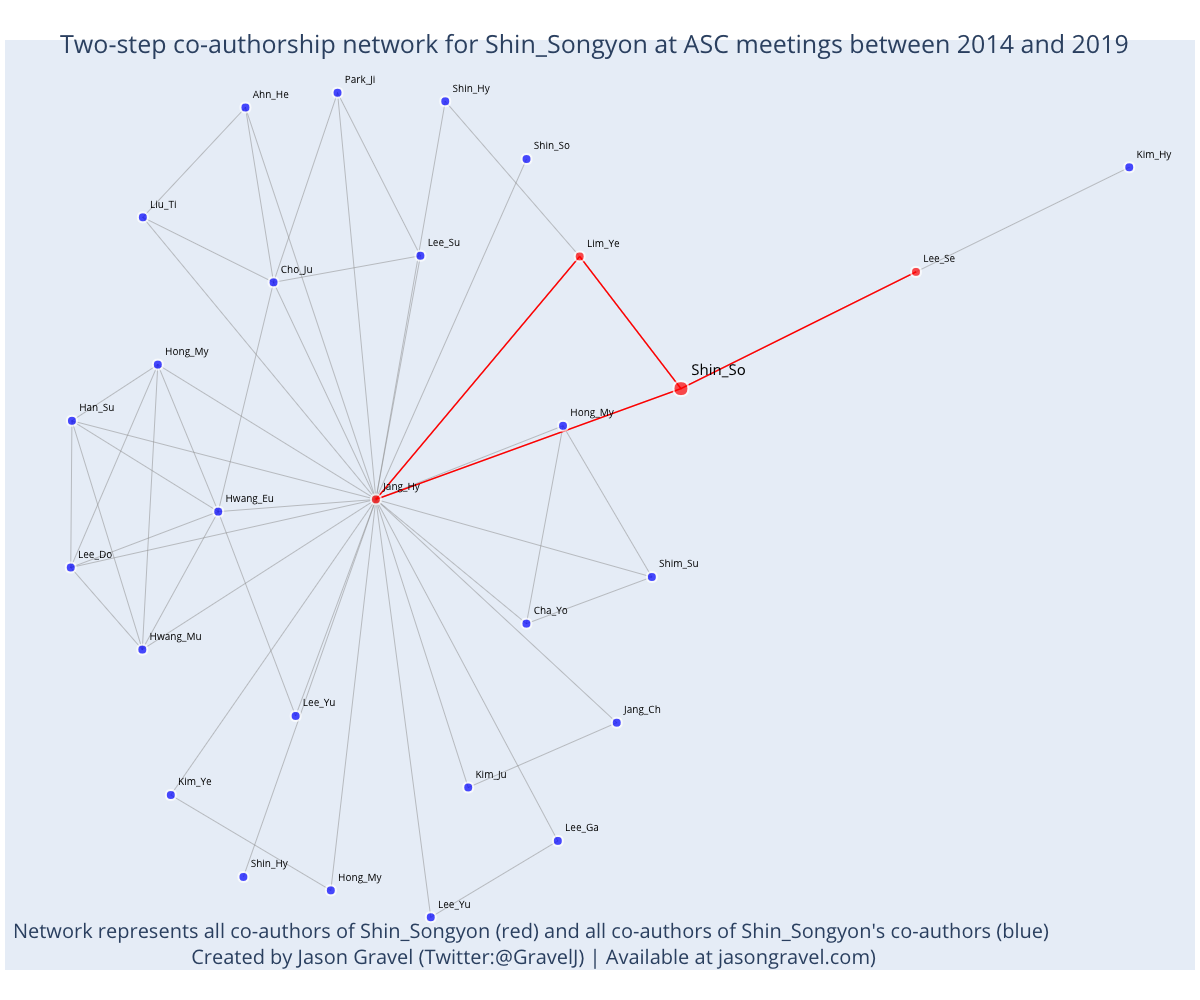 Two-step co-authorship network for Shin_Songyon at ASC meetings between 2014 and 2019
Park_Ji
Shin_Hy
Ahn_He
Shin_So
Kim_Hy
Liu_Ti
Lee_Su
Lim_Ye
Lee_Se
Cho_Ju
Hong_My
Shin_So
Han_Su
Hong_My
Jang_Hy
Hwang_Eu
Lee_Do
Shim_Su
Cha_Yo
Hwang_Mu
Lee_Yu
Jang_Ch
Kim_Ye
Kim_Ju
Lee_Ga
Shin_Hy
Hong_My
Lee_Yu
Network represents all co-authors of Shin_Songyon (red) and all co-authors of Shin_Songyon's co-authors (blue)
Created by Jason Gravel (Twitter:@GravelJ) | Available at jasongravel.com)